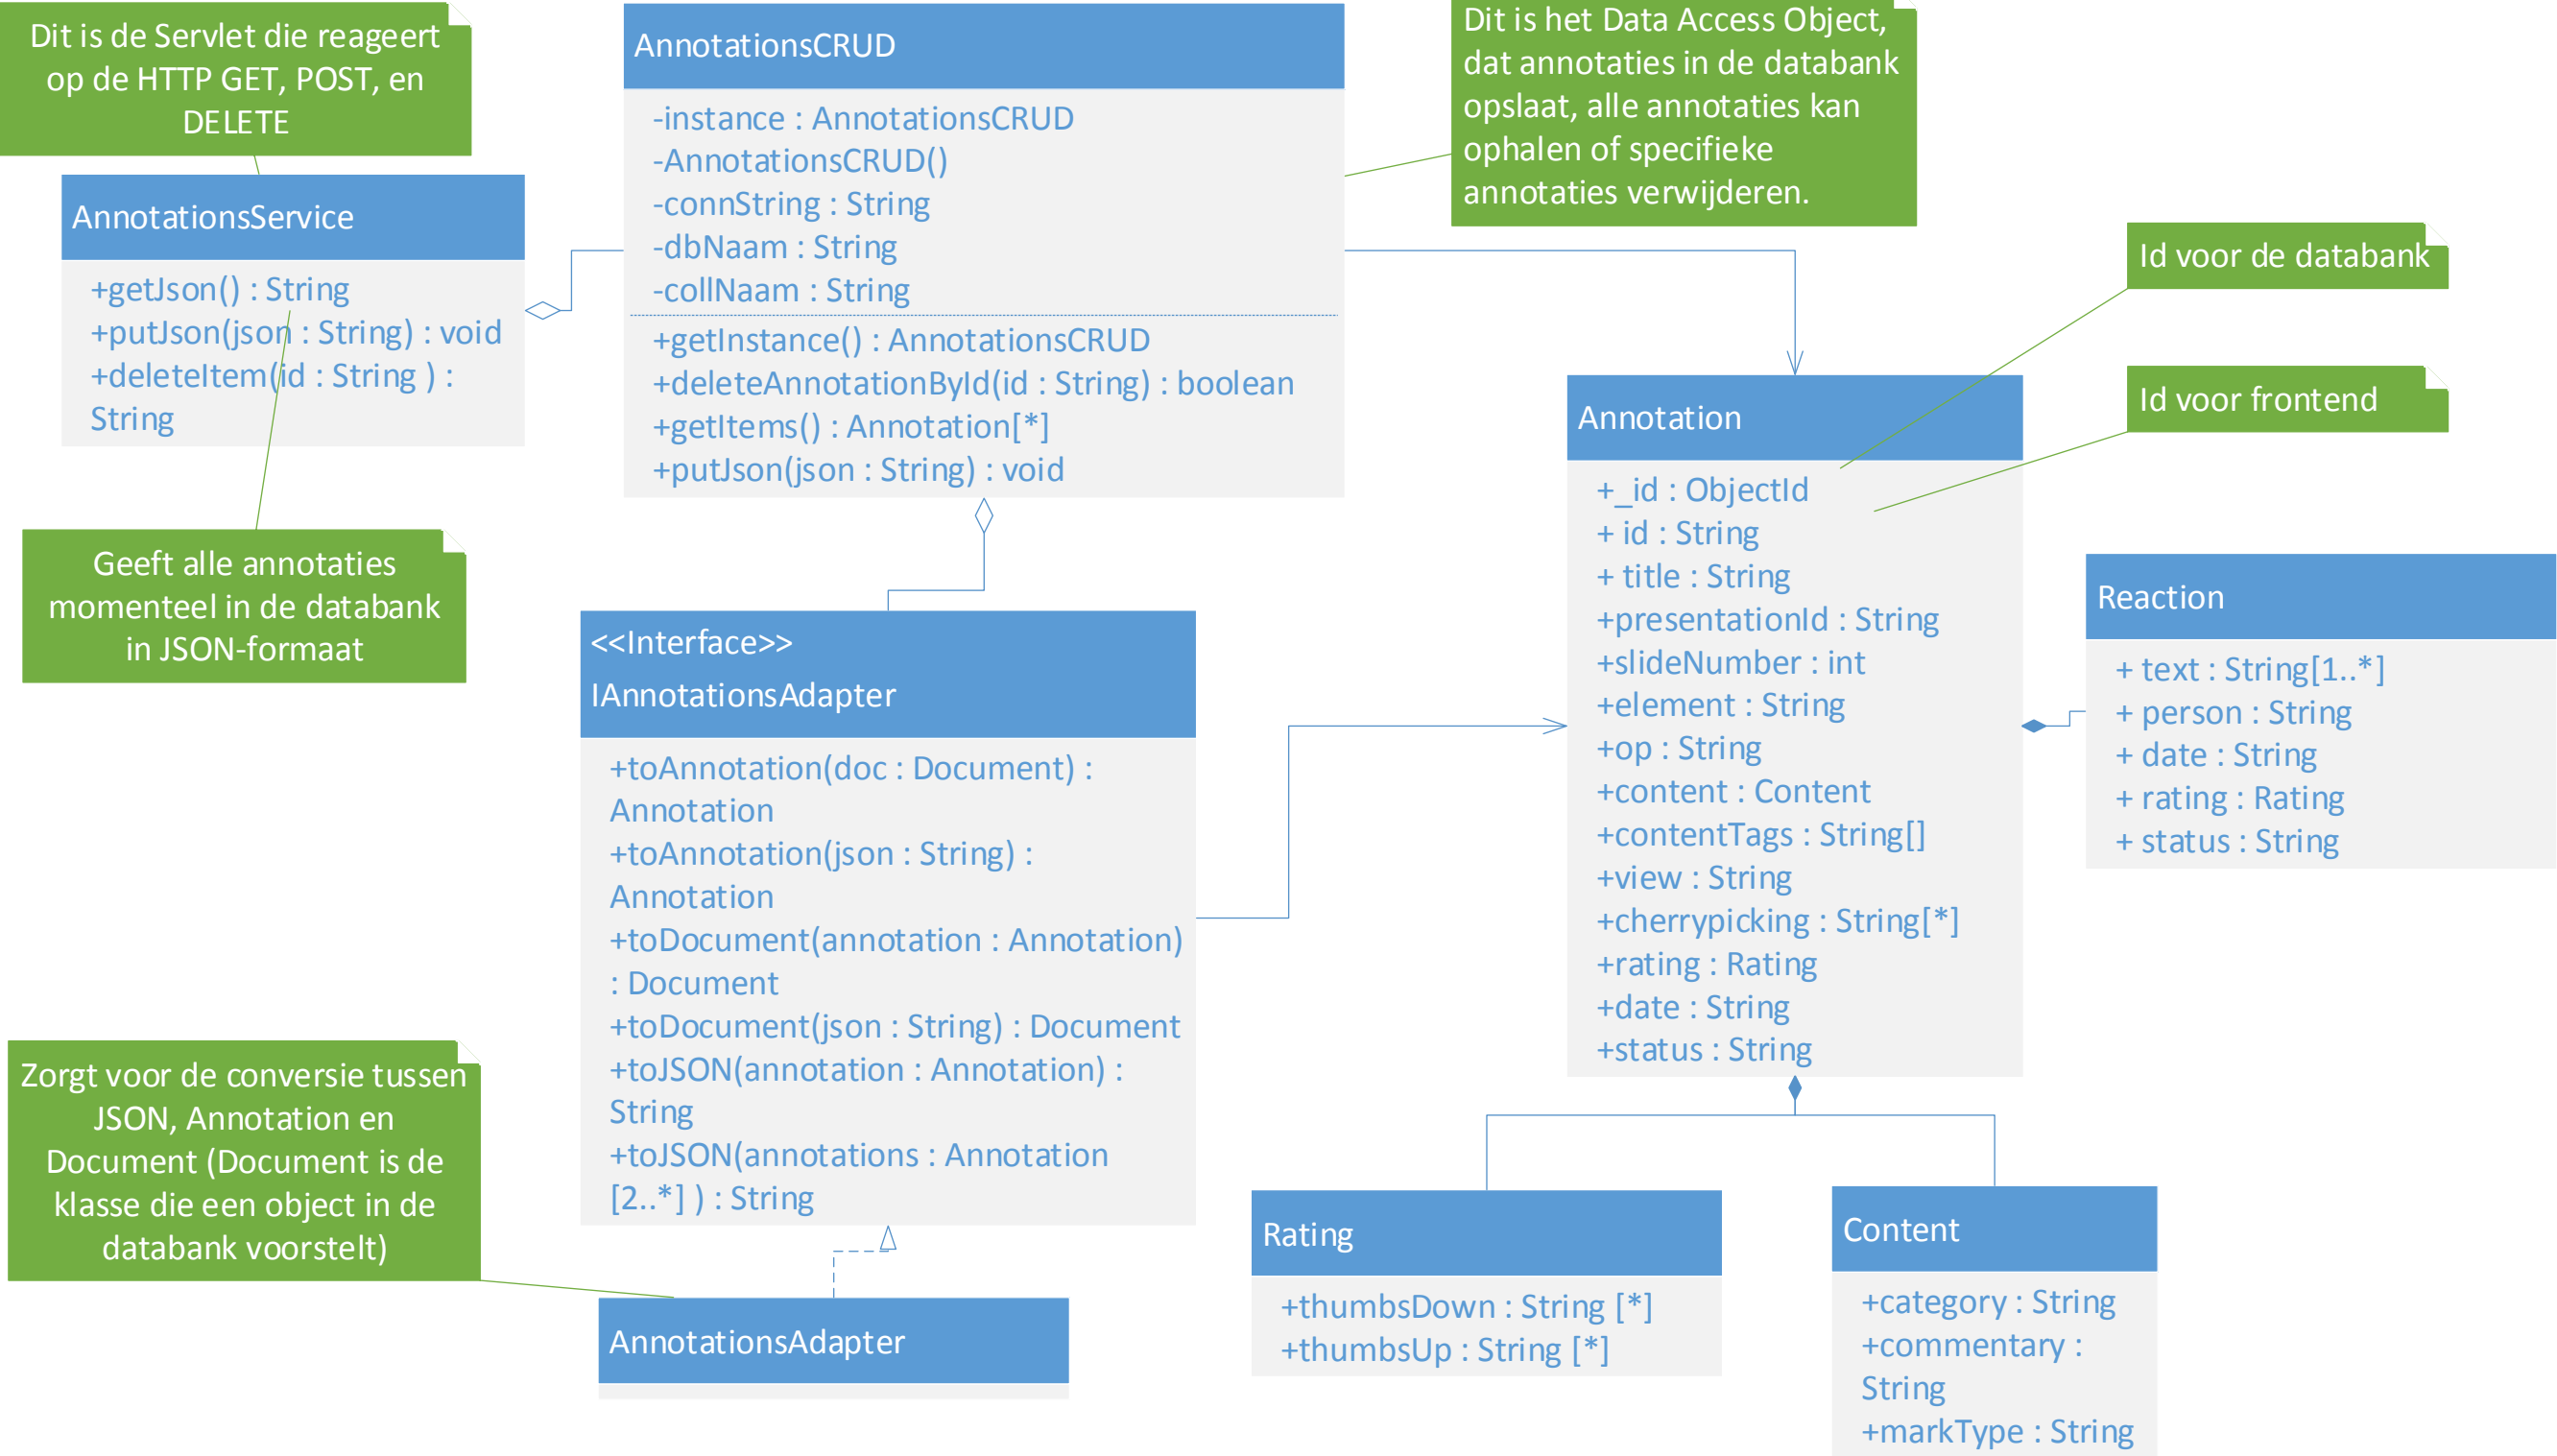 Dit is de Servlet die reageert
op de HTTP GET, POST, en
DELETE
AnnotationsService
+getJson() : String
+putJson(json : String) : void
+deleteItem(id : String ) :
String
Geeft alle annotaties
momenteel in de databank
in JSON-formaat
AnnotationsCRUD
-instance : AnnotationsCRUD
-AnnotationsCRUD()
-connString : String
-dbNaam : String
-collNaam : String
+getInstance() : AnnotationsCRUD
+deleteAnnotationById(id : String) : boolean
+getItems() : Annotation[*]
+putJson(json : String) : void
Dit is het Data Access Object,
dat annotaties in de databank
opslaat, alle annotaties kan
ophalen of specifieke
annotaties verwijderen.
Id voor de databank
Id voor frontend
Annotation
+_id : ObjectId
+ id : String
+ title : String
+presentationId : String
+slideNumber : int
+element : String
+op : String
+content : Content
+contentTags : String[]
+view : String
+cherrypicking : String[*]
+rating : Rating
+date : String
+status : String
Reaction
+ text : String[1..*]
+ person : String
+ date : String
+ rating : Rating
+ status : String
<<Interface>>
IAnnotationsAdapter
+toAnnotation(doc : Document) :
Annotation
+toAnnotation(json : String) :
Annotation
+toDocument(annotation : Annotation)
: Document
+toDocument(json : String) : Document
+toJSON(annotation : Annotation) :
String
+toJSON(annotations : Annotation
[2..*] ) : String
Zorgt voor de conversie tussen
JSON, Annotation en
Document (Document is de
klasse die een object in de
databank voorstelt)
AnnotationsAdapter
Rating
+thumbsDown : String [*]
+thumbsUp : String [*]
Content
+category : String
+commentary :
String
+markType : String